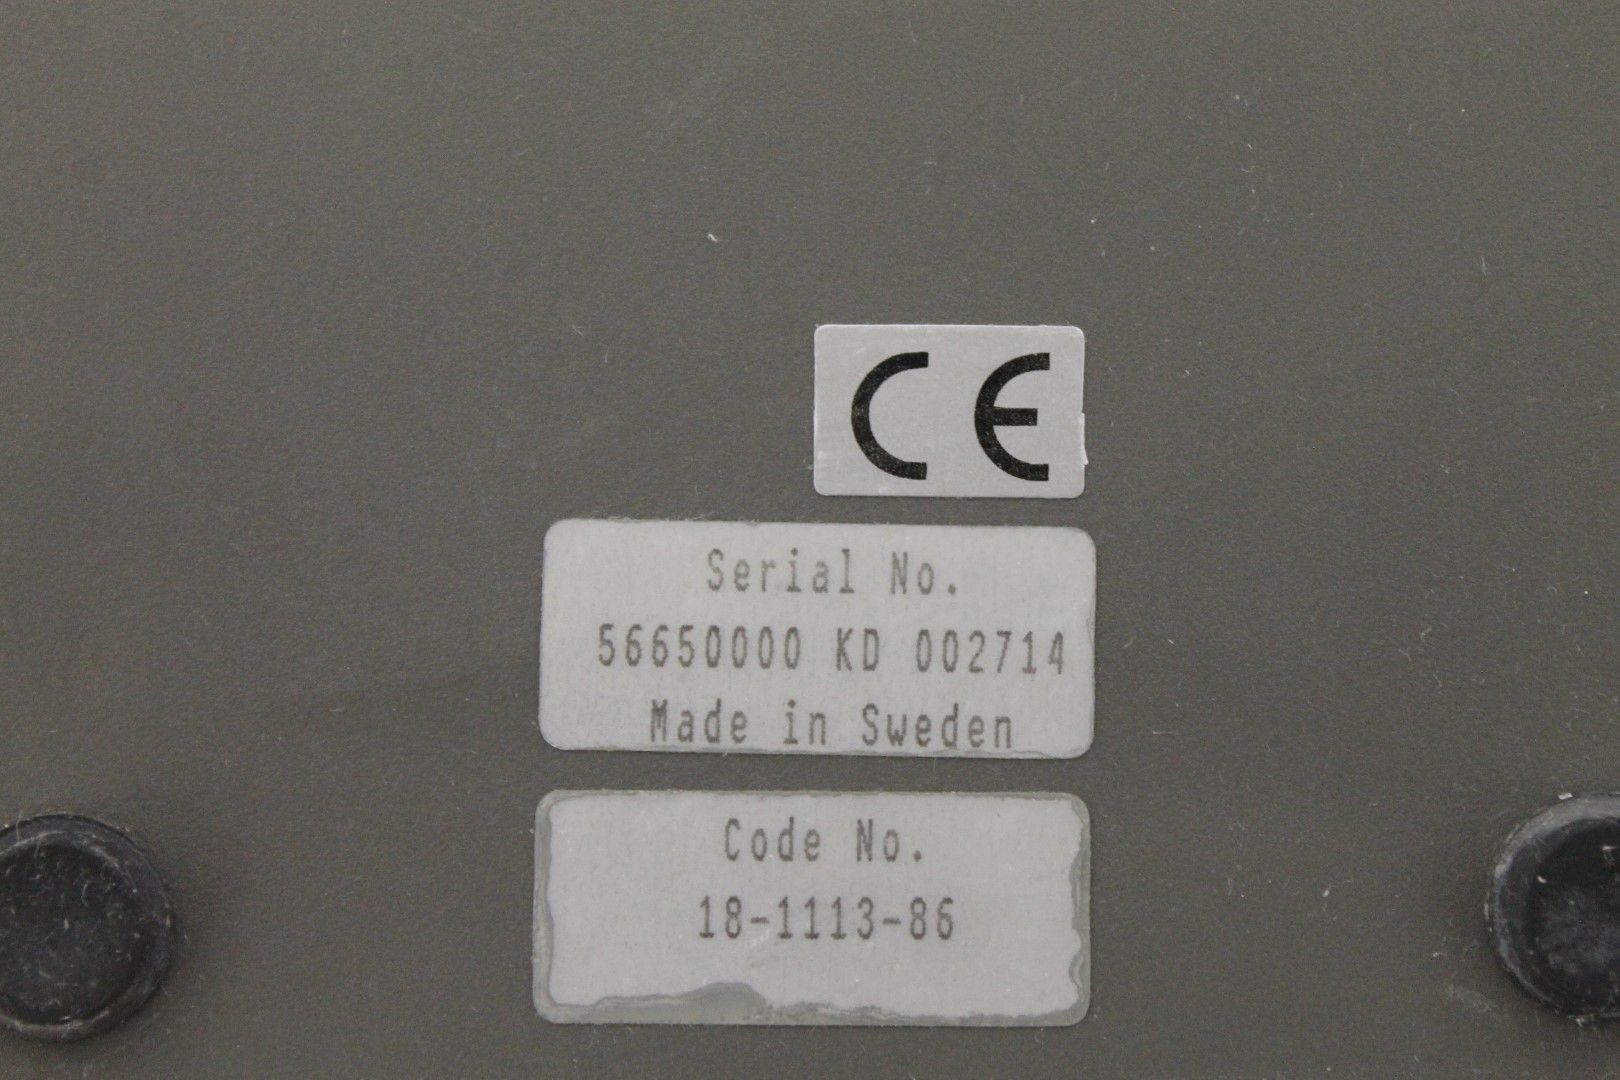 CE
Serial No.
56650000 KD 002714
Made in Sweden
Code No.
18-1113-86